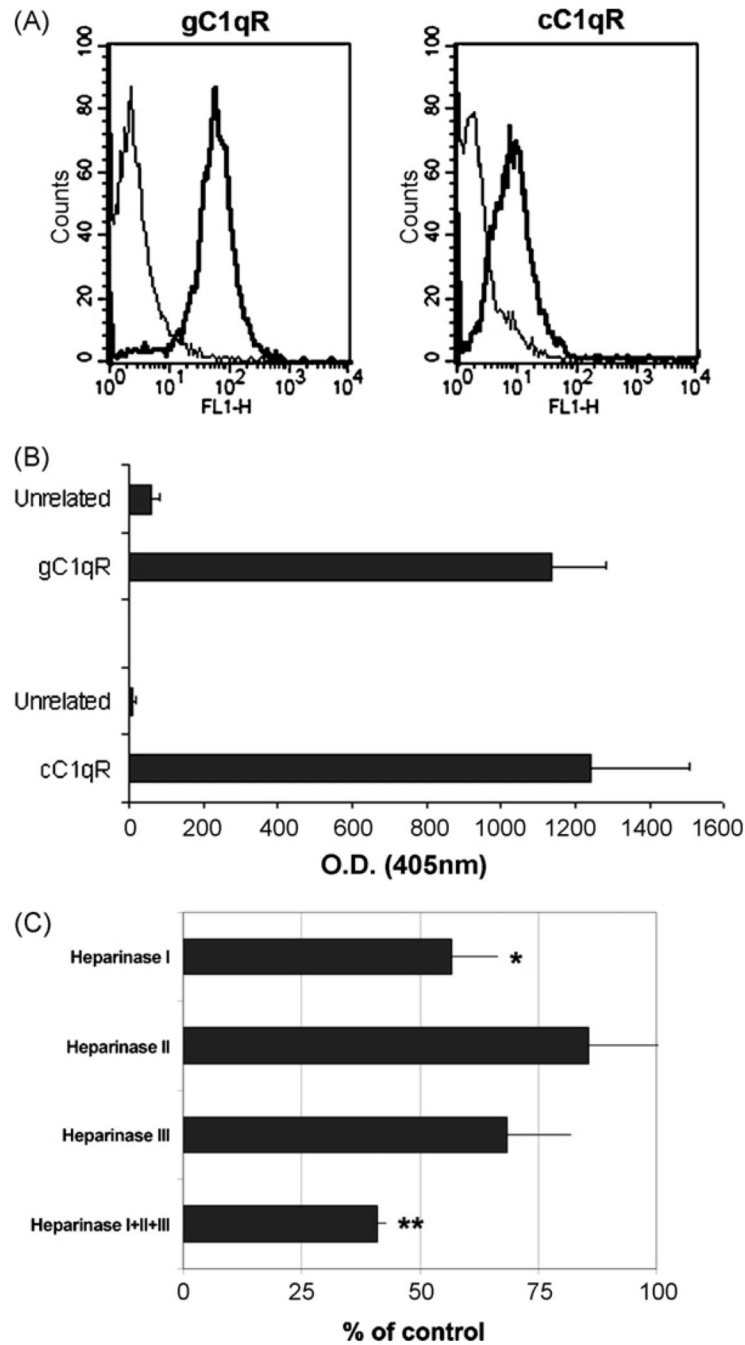 (A)
gC1qR
cC1qR
100
80
60
40
20
0
Counts
10^0 10^1 10^2 10^3 10^4
FL1-H
100
80
60
40
20
0
Counts
10^0 10^1 10^2 10^3 10^4
FL1-H
(B)
Unrelated
gC1qR
Unrelated
cC1qR
0 200 400 600 800 1000 1200 1400 1600
O.D. (405nm)
(C)
Heparinase I
*
Heparinase II
Heparinase III
Heparinase I+II+III
**
0 25 50 75 100
% of control